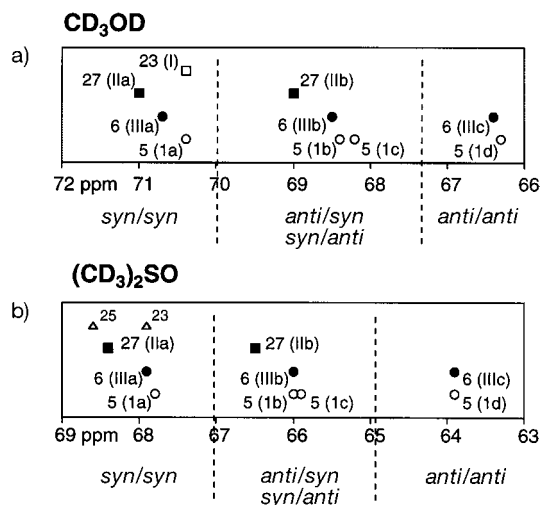 CD₃OD
a)
23 (I)
27 (IIa)
27 (IIb)
6 (IIIa)
6 (IIIb)
6 (IIIc)
5 (1a)
5 (1b)
5 (1c)
5 (1d)
72 ppm 71 70 69 68 67 66
syn/syn anti/syn anti/anti
syn/anti
(CD₃)₂SO
b)
25 23
27 (IIa) 27 (IIb)
6 (IIIa) 6 (IIIb) 6 (IIIc)
5 (1a) 5 (1b) 5 (1c) 5 (1d)
69 ppm 68 67 66 65 64 63
syn/syn anti/syn anti/anti
syn/anti